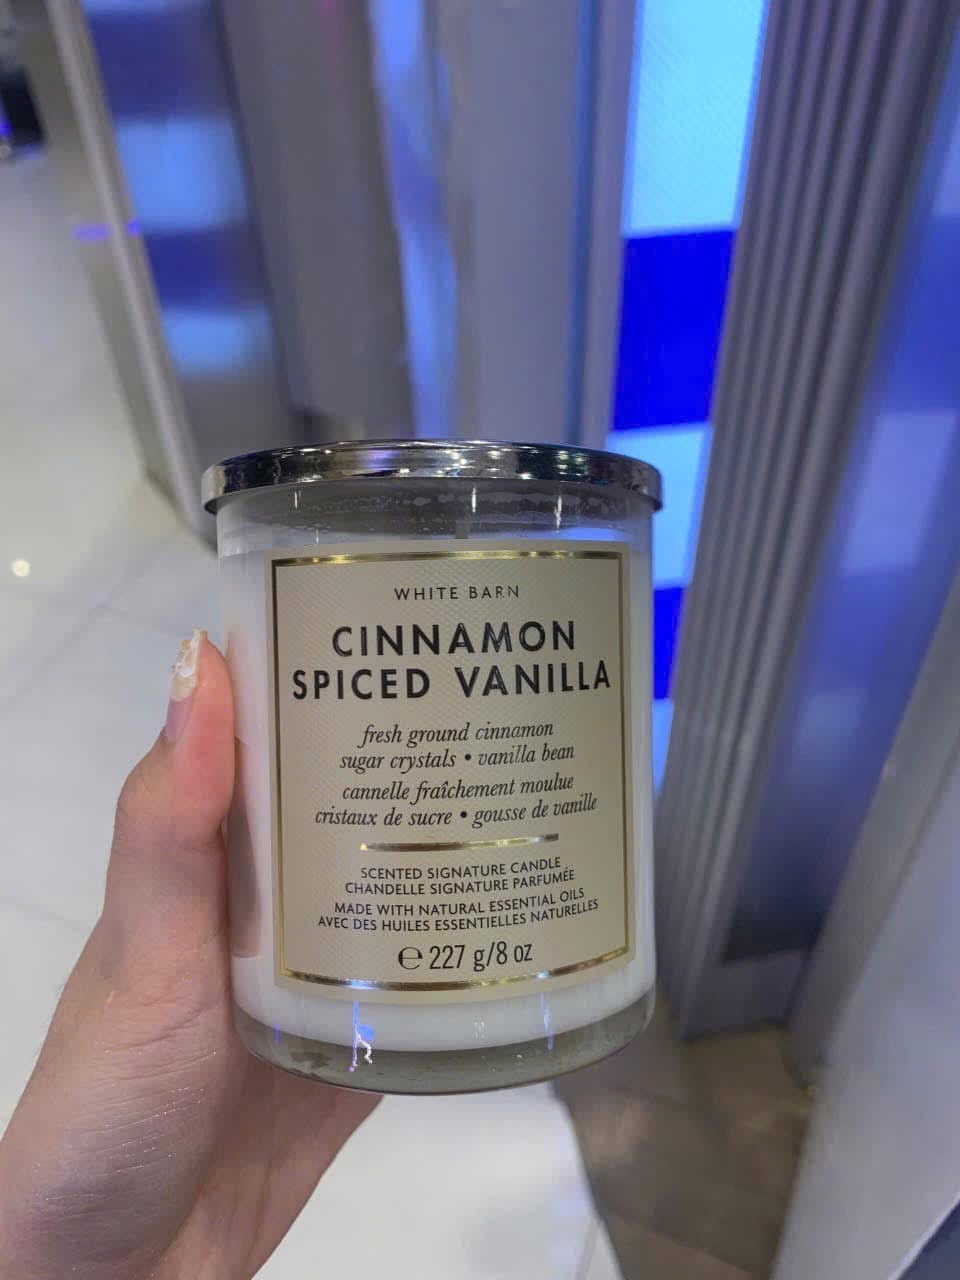 WHITE BARN
CINNAMON
SPICED VANILLA
fresh ground cinnamon
sugar crystals • vanilla bean
cannelle fraîchement moulue
cristaux de sucre • gousse de vanille
SCENTED SIGNATURE CANDLE
CHANDELLE SIGNATURE PARFUMÉE
MADE WITH NATURAL ESSENTIAL OILS
AVEC DES HUILES ESSENTIELLES NATURELLES
℮ 227 g/8 oz